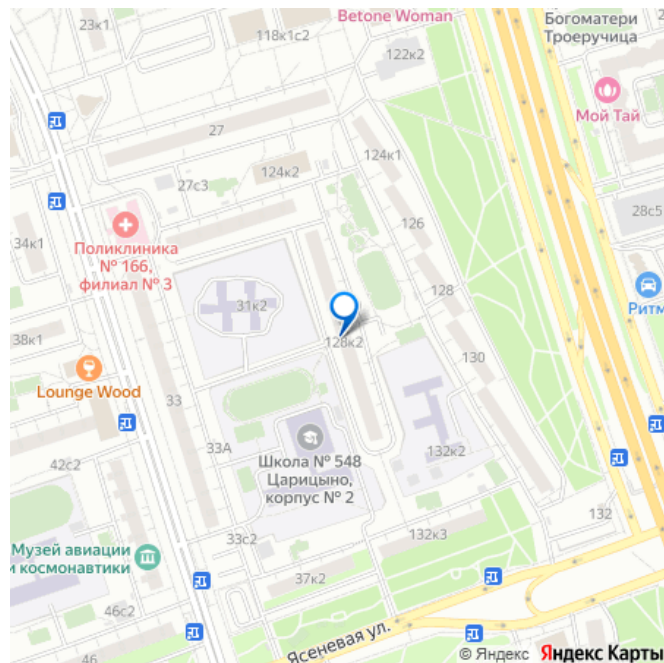 23к1
118к1с2
Betone Woman
Богоматери
Троеручица
122к2
Мой Тай
27
124к1
124к2
27с3
28с5
126
34к1
Поликлиника
№ 166,
филиал № 3
128
31к2
Ритм
38к1
128к2
130
Lounge Wood
33
33А
Школа № 548
Царицыно,
корпус № 2
132к2
42с2
132
132к3
33с2
Музей авиации
и космонавтики
37к2
46с2
46
Ясеневая ул.
© Яндекс Яндекс Карты